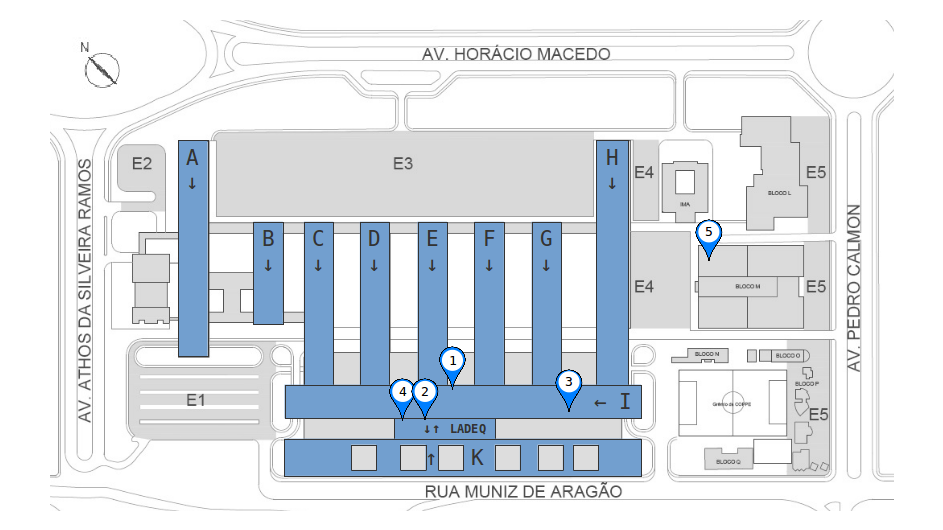 N
AV. HORÁCIO MACEDO
AV. ATHOS DA SILVEIRA RAMOS
AV. PEDRO CALMON
E2
A
↓
E3
H
↓
E4
IMA
BLOCO L
E5
B
↓
C
↓
D
↓
E
↓
F
↓
G
↓
5
E4
BLOCO M
E5
1
BLOCO N
BLOCO O
BLOCO P
E1
4
2
3
← I
Grêmio da COPPE
E5
↓↑ LADEQ
↑ K
BLOCO Q
RUA MUNIZ DE ARAGÃO